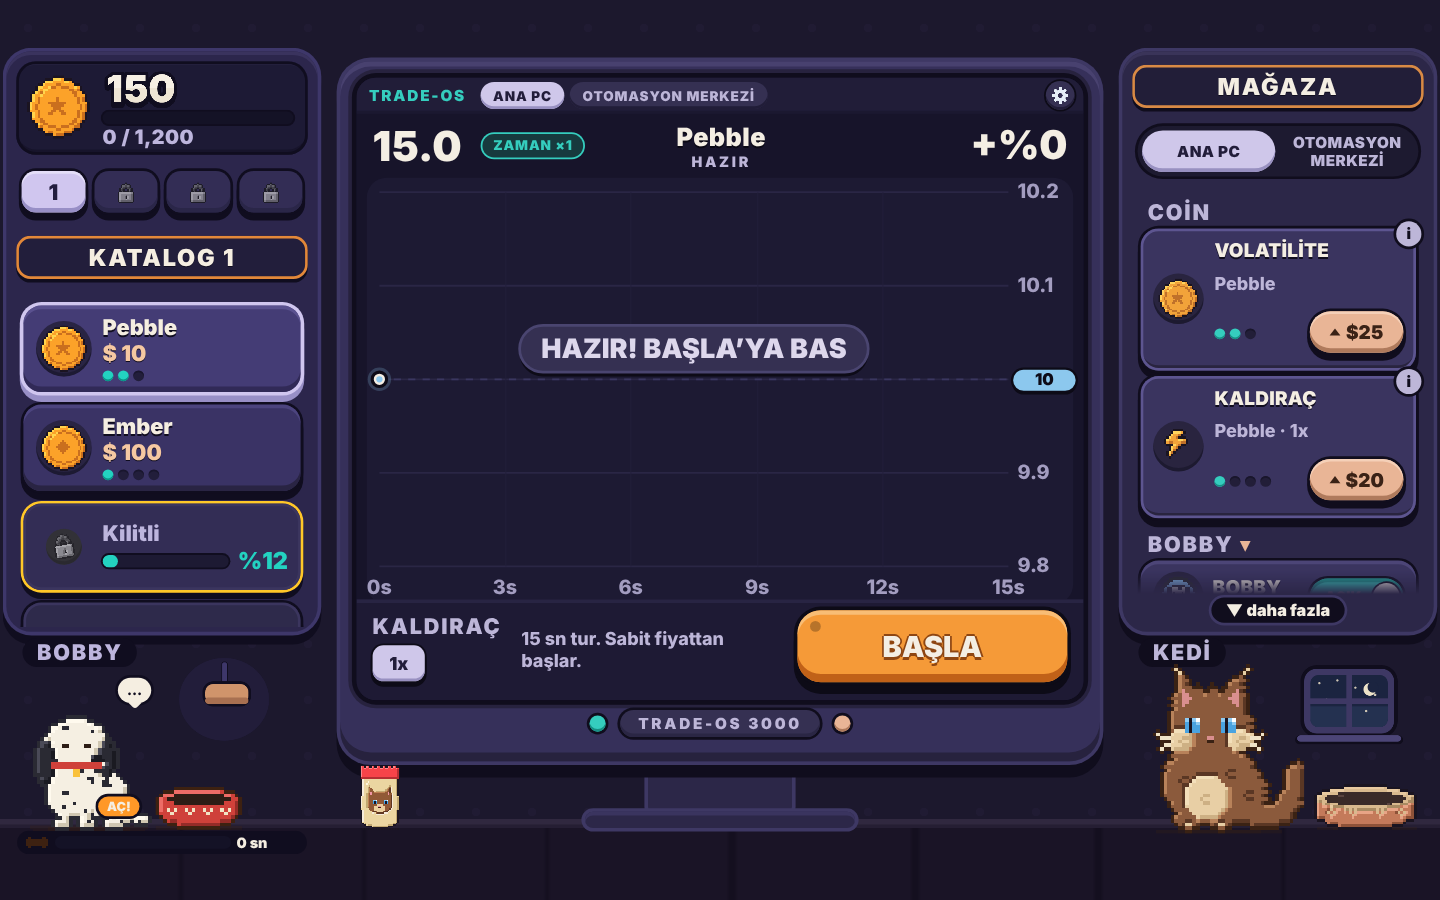 150
0 / 1,200
1
KATALOG 1
Pebble
$ 10
Ember
$ 100
Kilitli
%12
BOBBY
...
AÇ!
0 sn
TRADE-OS
ANA PC
OTOMASYON MERKEZİ
15.0
ZAMAN ×1
Pebble
HAZIR
+%0
10.2
10.1
HAZIR! BAŞLA’YA BAS
10
9.9
9.8
0s 3s 6s 9s 12s 15s
KALDIRAÇ
1x
15 sn tur. Sabit fiyattan
başlar.
BAŞLA
TRADE-OS 3000
MAĞAZA
ANA PC
OTOMASYON
MERKEZİ
COİN
i
VOLATİLİTE
Pebble
$25
i
KALDIRAÇ
Pebble · 1x
$20
BOBBY ▼
BOBBY
▼ daha fazla
KEDİ